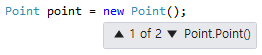 Point point = new Point();
▲ 1 of 2 ▼ Point.Point()